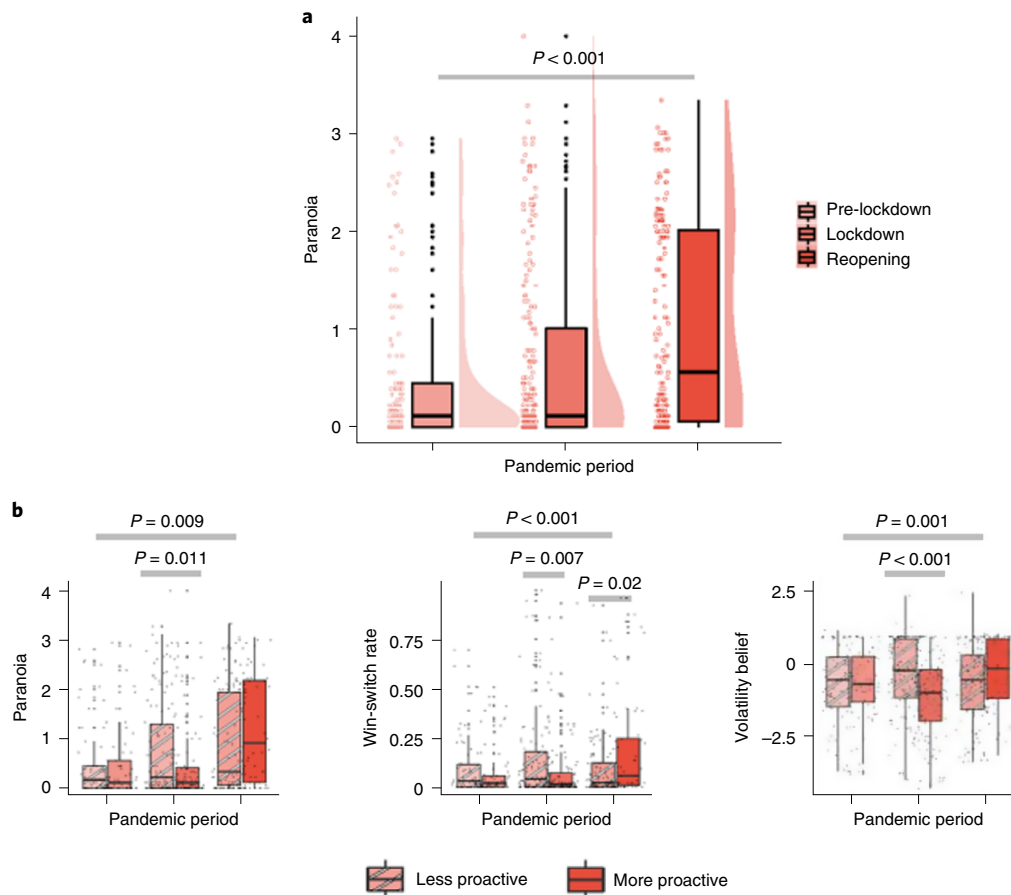 a
4
3
2
1
0
Paranoia
P < 0.001
Pandemic period
Pre-lockdown
Lockdown
Reopening
b
P = 0.009
P = 0.011
4
3
2
1
0
Paranoia
Pandemic period
P < 0.001
P = 0.007
P = 0.02
0.75
0.50
0.25
0
Win-switch rate
Pandemic period
P = 0.001
P < 0.001
2.5
0
−2.5
Volatility belief
Pandemic period
Less proactive
More proactive